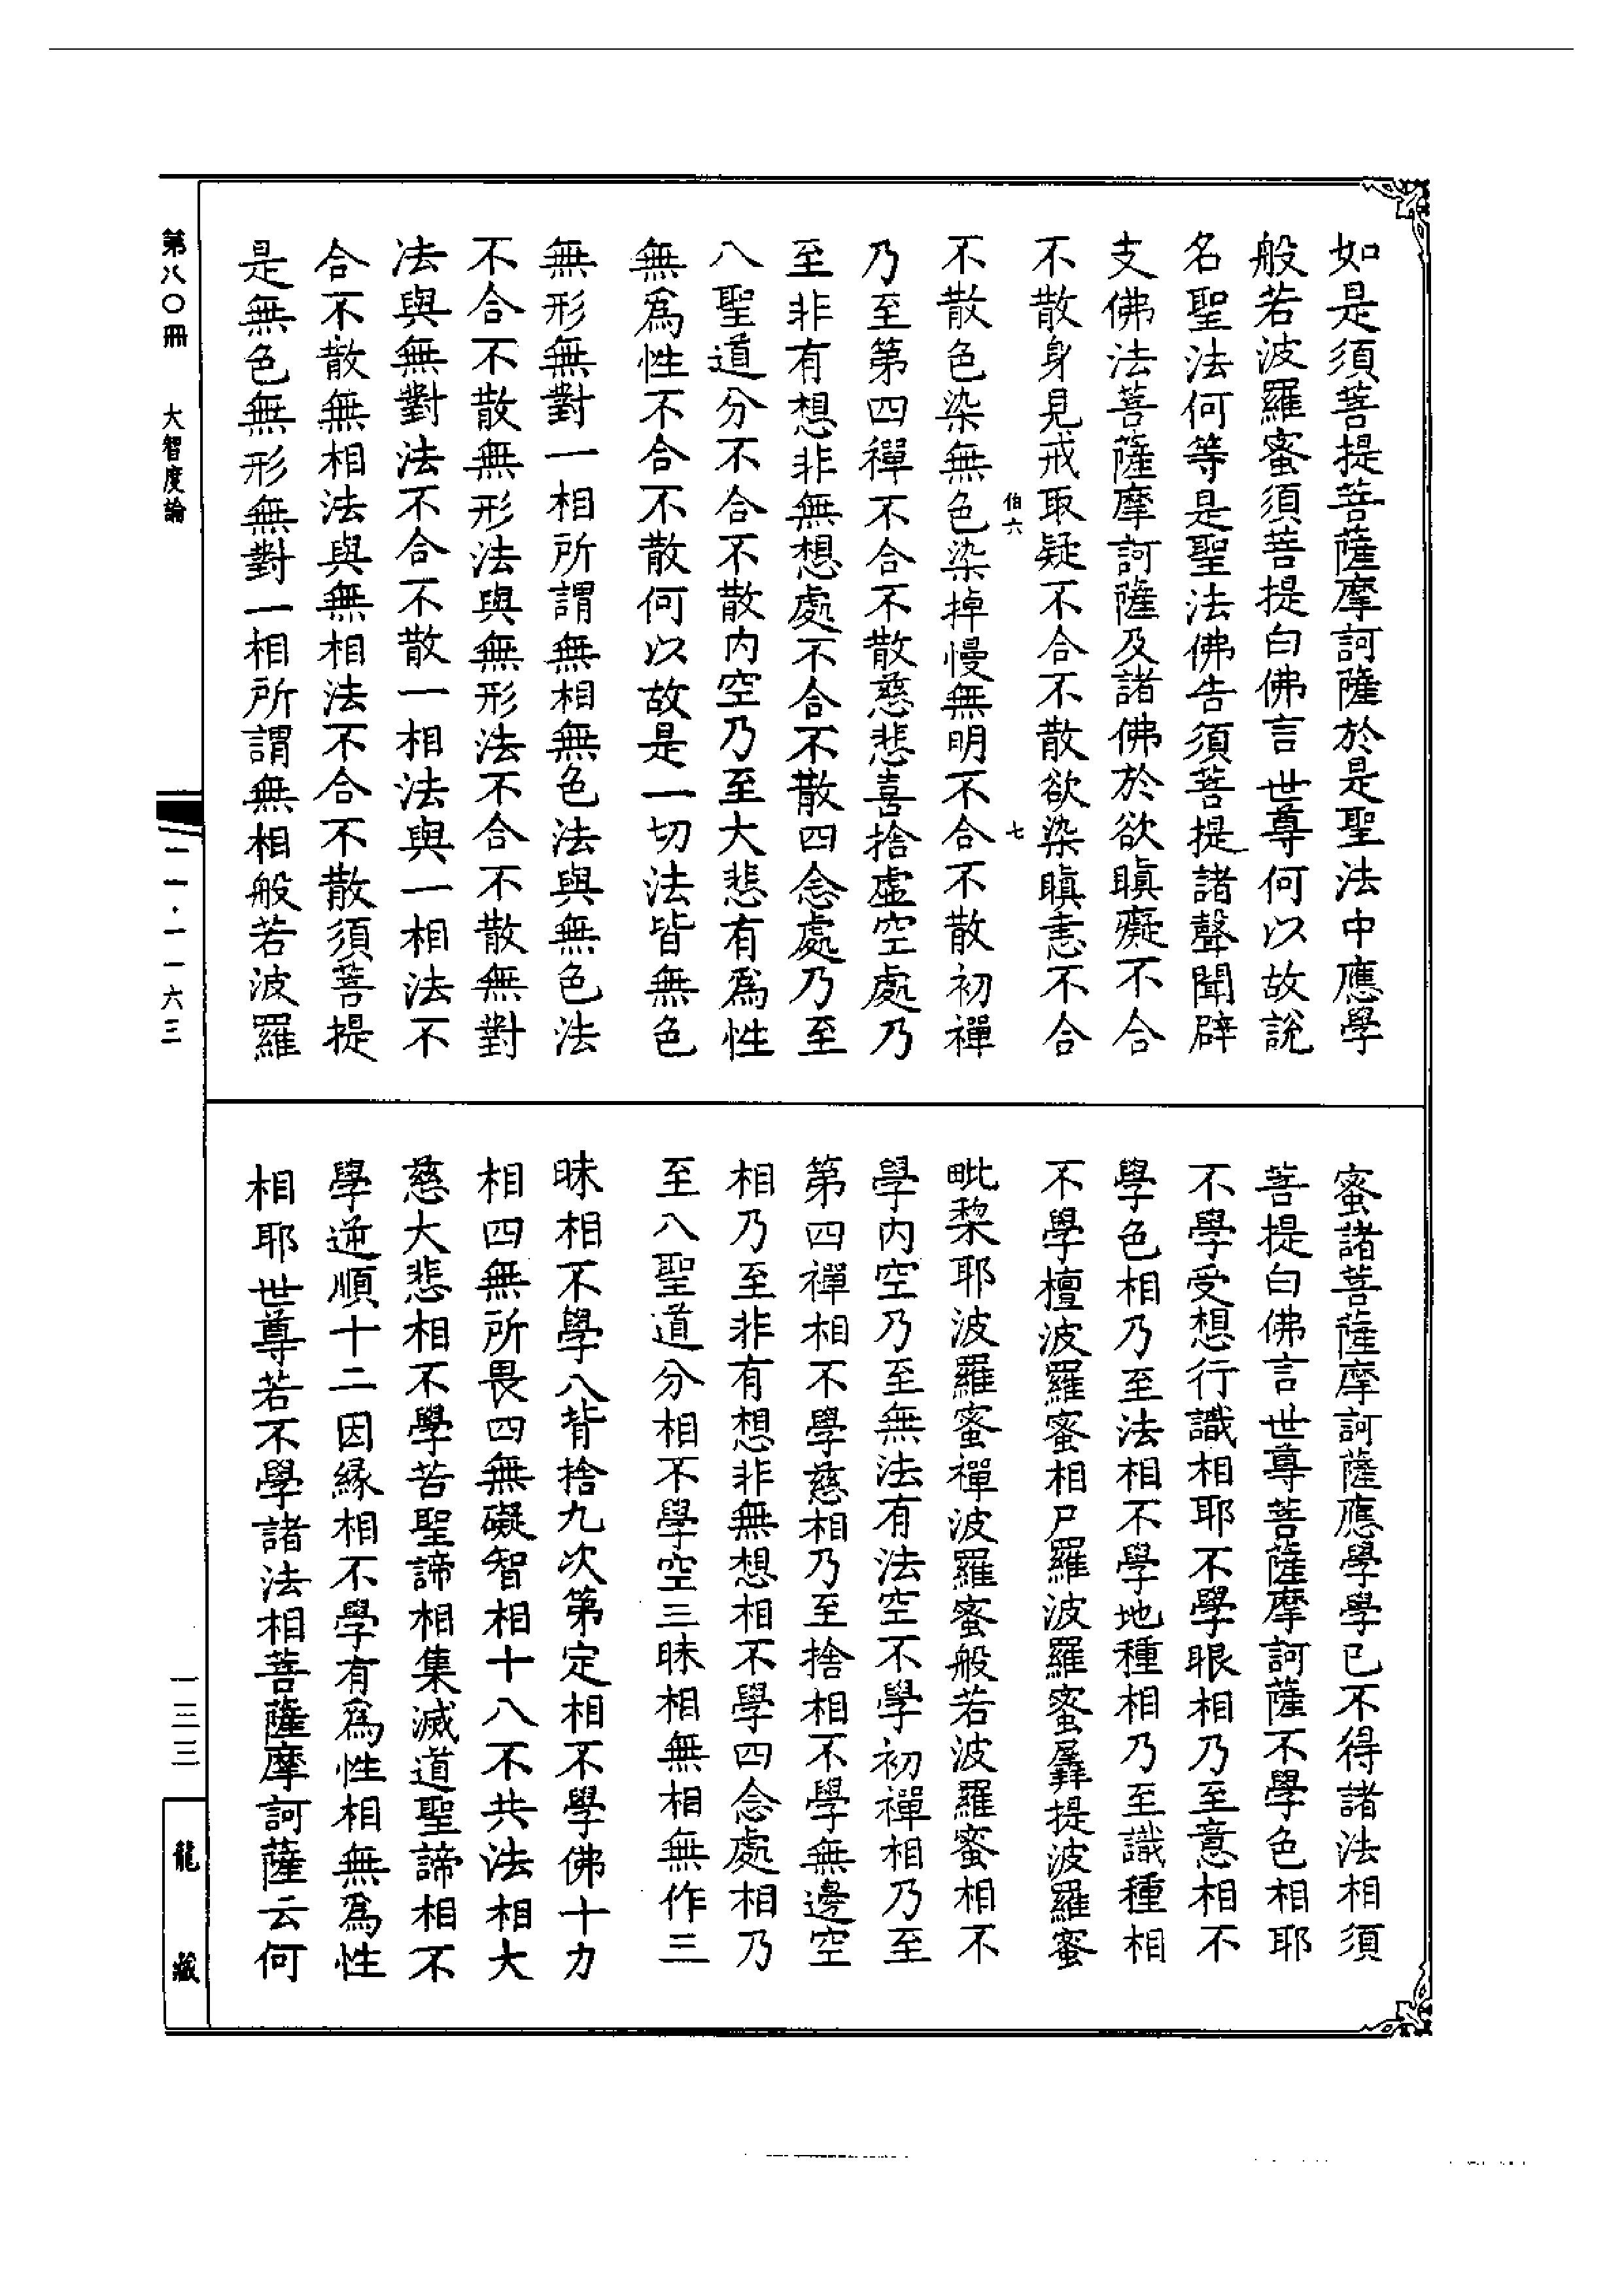 如是須菩提菩薩摩訶薩於是聖法中應學
般若波羅蜜須菩提白佛言世尊何以故說
名聖法何等是聖法佛告須菩提諸聲聞辟
支佛法菩薩摩訶薩及諸佛於欲瞋癡不合
不散身見戒取疑不合不散欲染瞋恚不合
伯六
七
不散色染無色染掉慢無明不合不散初禪
乃至第四禪不合不散慈悲喜捨虛空處乃
至非有想非無想處不合不散四念處乃至
八聖道分不合不散內空乃至大悲有爲性
無爲性不合不散何以故是一切法皆無色
無形無對一相所謂無相無色法與無色法
不合不散無形法與無形法不合不散無對
法與無對法不合不散一相法與一相法不
合不散無相法與無相法不合不散須菩提
是無色無形無對一相所謂無相般若波羅
蜜諸菩薩摩訶薩應學學已不得諸法相須
菩提白佛言世尊菩薩摩訶薩不學色相耶
不學受想行識相耶不學眼相乃至意相不
學色相乃至法相不學地種相乃至識種相
不學檀波羅蜜相尸羅波羅蜜羼提波羅蜜
毗黎耶波羅蜜禪波羅蜜般若波羅蜜相不
學內空乃至無法有法空不學初禪相乃至
第四禪相不學慈相乃至捨相不學無邊空
相乃至非有想非無想相不學四念處相乃
至八聖道分相不學空三昧相無相無作三
昧相不學八背捨九次第定相不學佛十力
相四無所畏四無礙智相十八不共法相大
慈大悲相不學苦聖諦相集滅道聖諦相不
學逆順十二因緣相不學有爲性相無爲性
相耶世尊若不學諸法相菩薩摩訶薩云何
第八〇冊 大智度論
一一·一一六三
一三三
龍藏